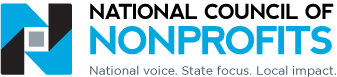 NATIONAL COUNCIL OF
NONPROFITS
National voice. State focus. Local impact.